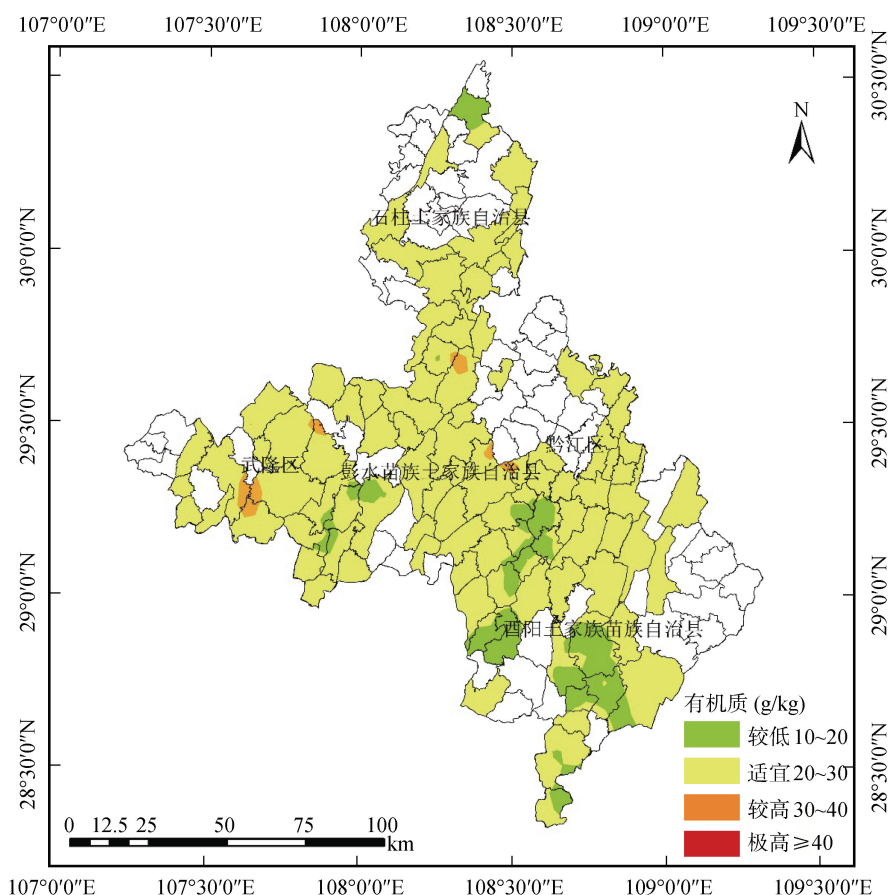 107°0′0″E 107°30′0″E 108°0′0″E 108°30′0″E 109°0′0″E 109°30′0″E
30°30′0″N
N
石柱土家族自治县
30°0′0″N 30°0′0″N
29°30′0″N 29°30′0″N
黔江区
武隆区
彭水苗族土家族自治县
29°0′0″N 29°0′0″N
酉阳土家族苗族自治县
有机质 (g/kg)
较低 10~20
适宜 20~30
较高 30~40
极高 ≥40
28°30′0″N 28°30′0″N
0 12.5 25 50 75 100
km
107°0′0″E 107°30′0″E 108°0′0″E 108°30′0″E 109°0′0″E 109°30′0″E